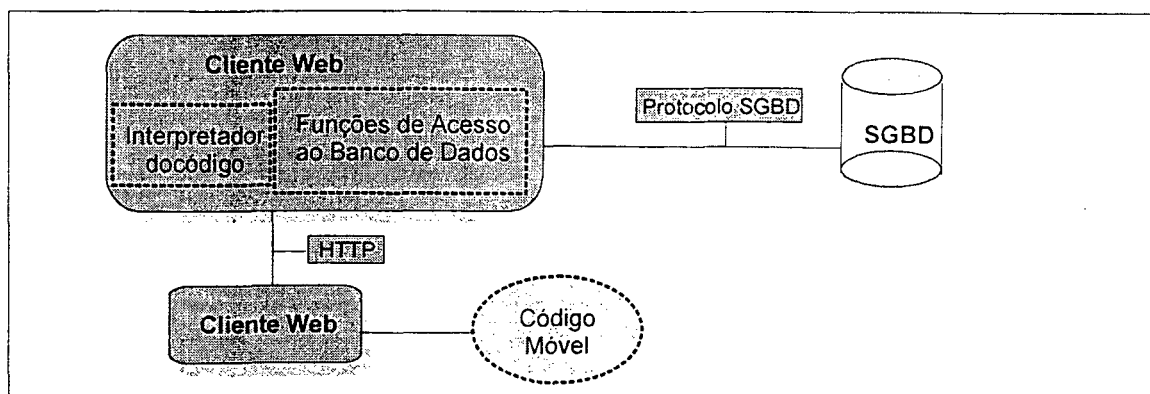 Cliente Web
Interpretador
docódigo
Funções de Acesso
ao Banco de Dados
Protocolo SGBD
SGBD
HTTP
Cliente Web
Código
Móvel